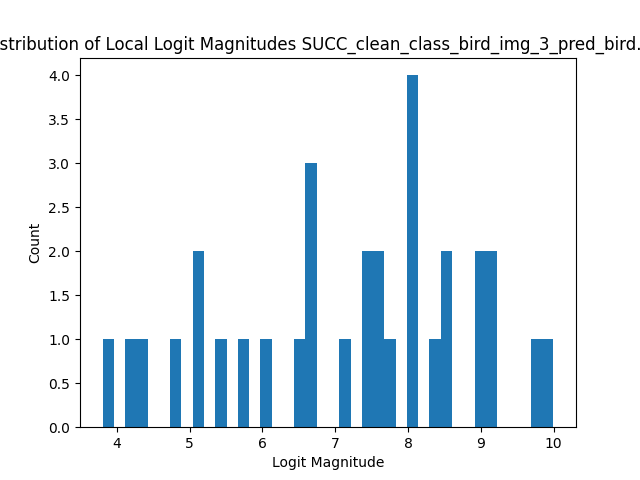 stribution of Local Logit Magnitudes SUCC_clean_class_bird_img_3_pred_bird.
4.0
3.5
3.0
2.5
2.0
1.5
1.0
0.5
0.0
Count
4 5 6 7 8 9 10
Logit Magnitude